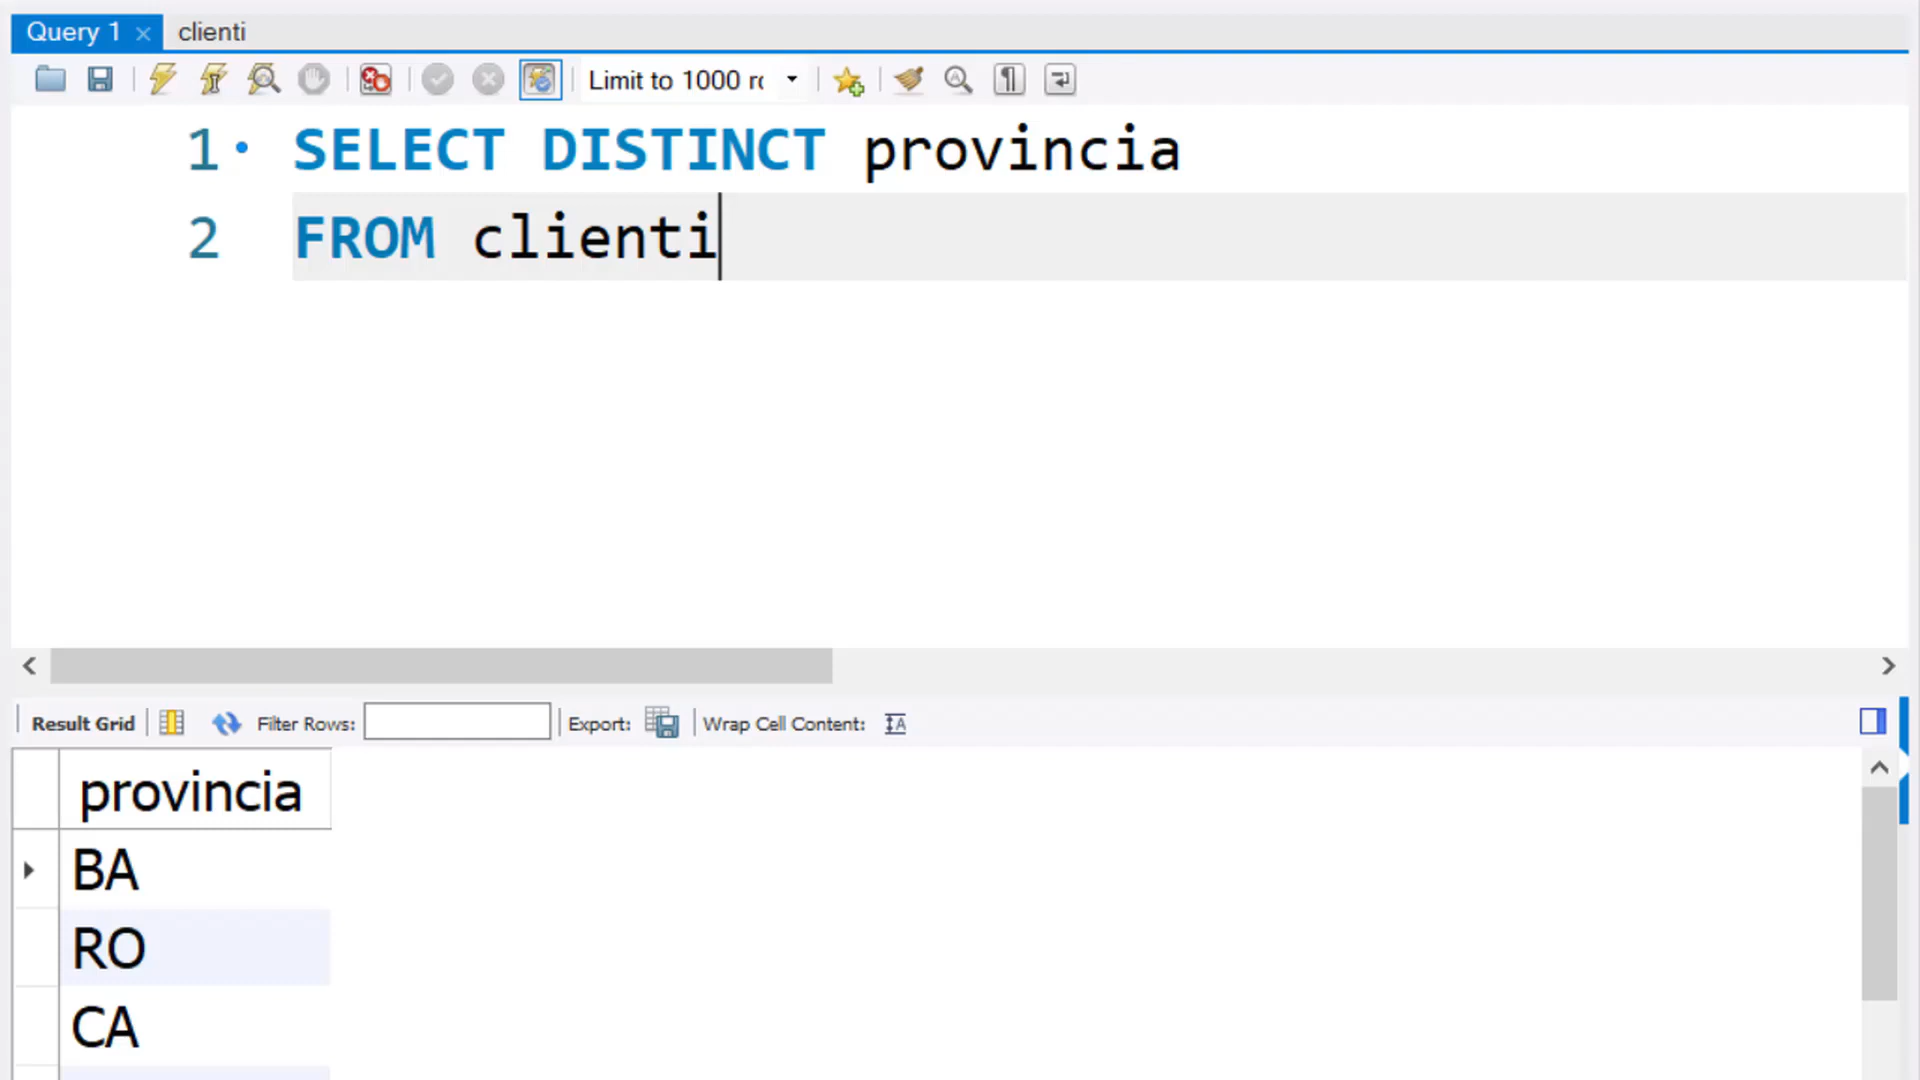 Query 1 clienti
Limit to 1000 ro
1 SELECT DISTINCT provincia
2 FROM clienti
Result Grid Filter Rows: Export: Wrap Cell Content:
provincia
BA
RO
CA